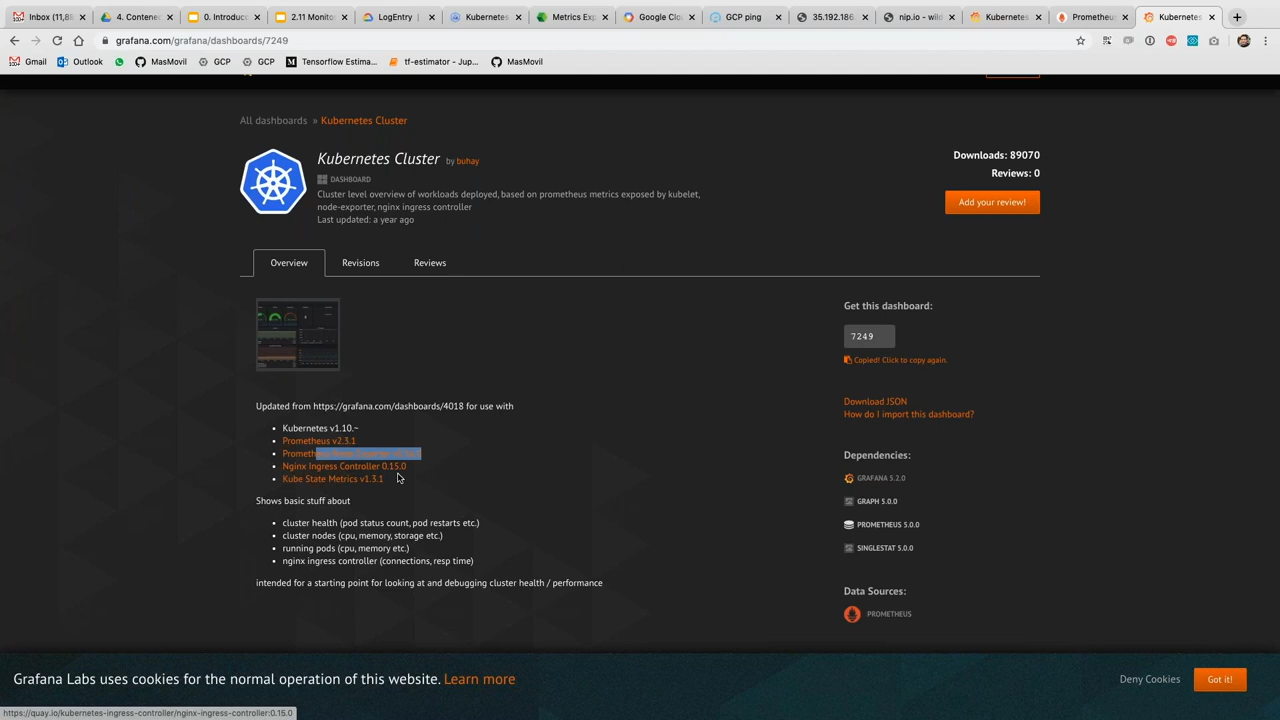 Inbox (11,8
4. Contene
0. Introduc
2.11 Monito
LogEntry |
Kubernetes
Metrics Exp
Google Clo
GCP ping
35.192.186.
nip.io – wild
Kubernetes
Prometheus
Kubernetes
grafana.com/grafana/dashboards/7249
Gmail
Outlook
MasMovil
GCP
GCP
Tensorflow Estima...
tf-estimator – Jup...
MasMovil
All dashboards » Kubernetes Cluster
Kubernetes Cluster by buhay
DASHBOARD
Cluster level overview of workloads deployed, based on prometheus metrics exposed by kubelet,
node-exporter, nginx ingress controller
Last updated: a year ago
Downloads: 89070
Reviews: 0
Add your review!
Overview
Revisions
Reviews
Updated from https://grafana.com/dashboards/4018 for use with
Kubernetes v1.10.~
Prometheus v2.3.1
Nginx Ingress Controller 0.15.0
Kube State Metrics v1.3.1
Shows basic stuff about
cluster health (pod status count, pod restarts etc.)
cluster nodes (cpu, memory, storage etc.)
running pods (cpu, memory etc.)
nginx ingress controller (connections, resp time)
intended for a starting point for looking at and debugging cluster health / performance
Get this dashboard:
7249
Copied! Click to copy again.
Download JSON
How do I import this dashboard?
Dependencies:
GRAFANA 5.2.0
GRAPH 5.0.0
PROMETHEUS 5.0.0
SINGLESTAT 5.0.0
Data Sources:
PROMETHEUS
Grafana Labs uses cookies for the normal operation of this website. Learn more
Deny Cookies
Got it!
https://quay.io/kubernetes-ingress-controller/nginx-ingress-controller:0.15.0